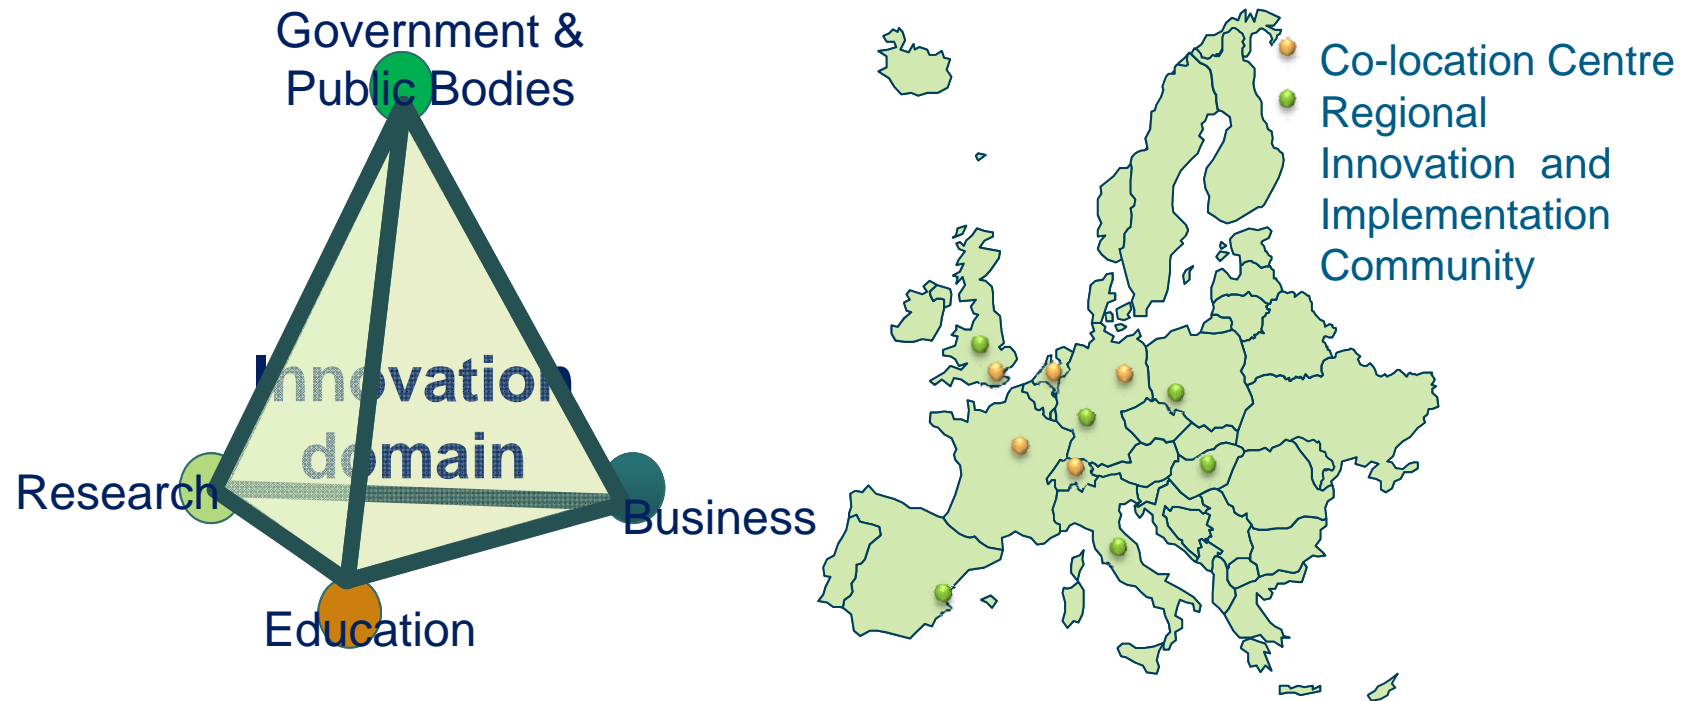 Government &
Public Bodies
Innovation
domain
Research
Business
Education
Co-location Centre
Regional
Innovation and
Implementation
Community